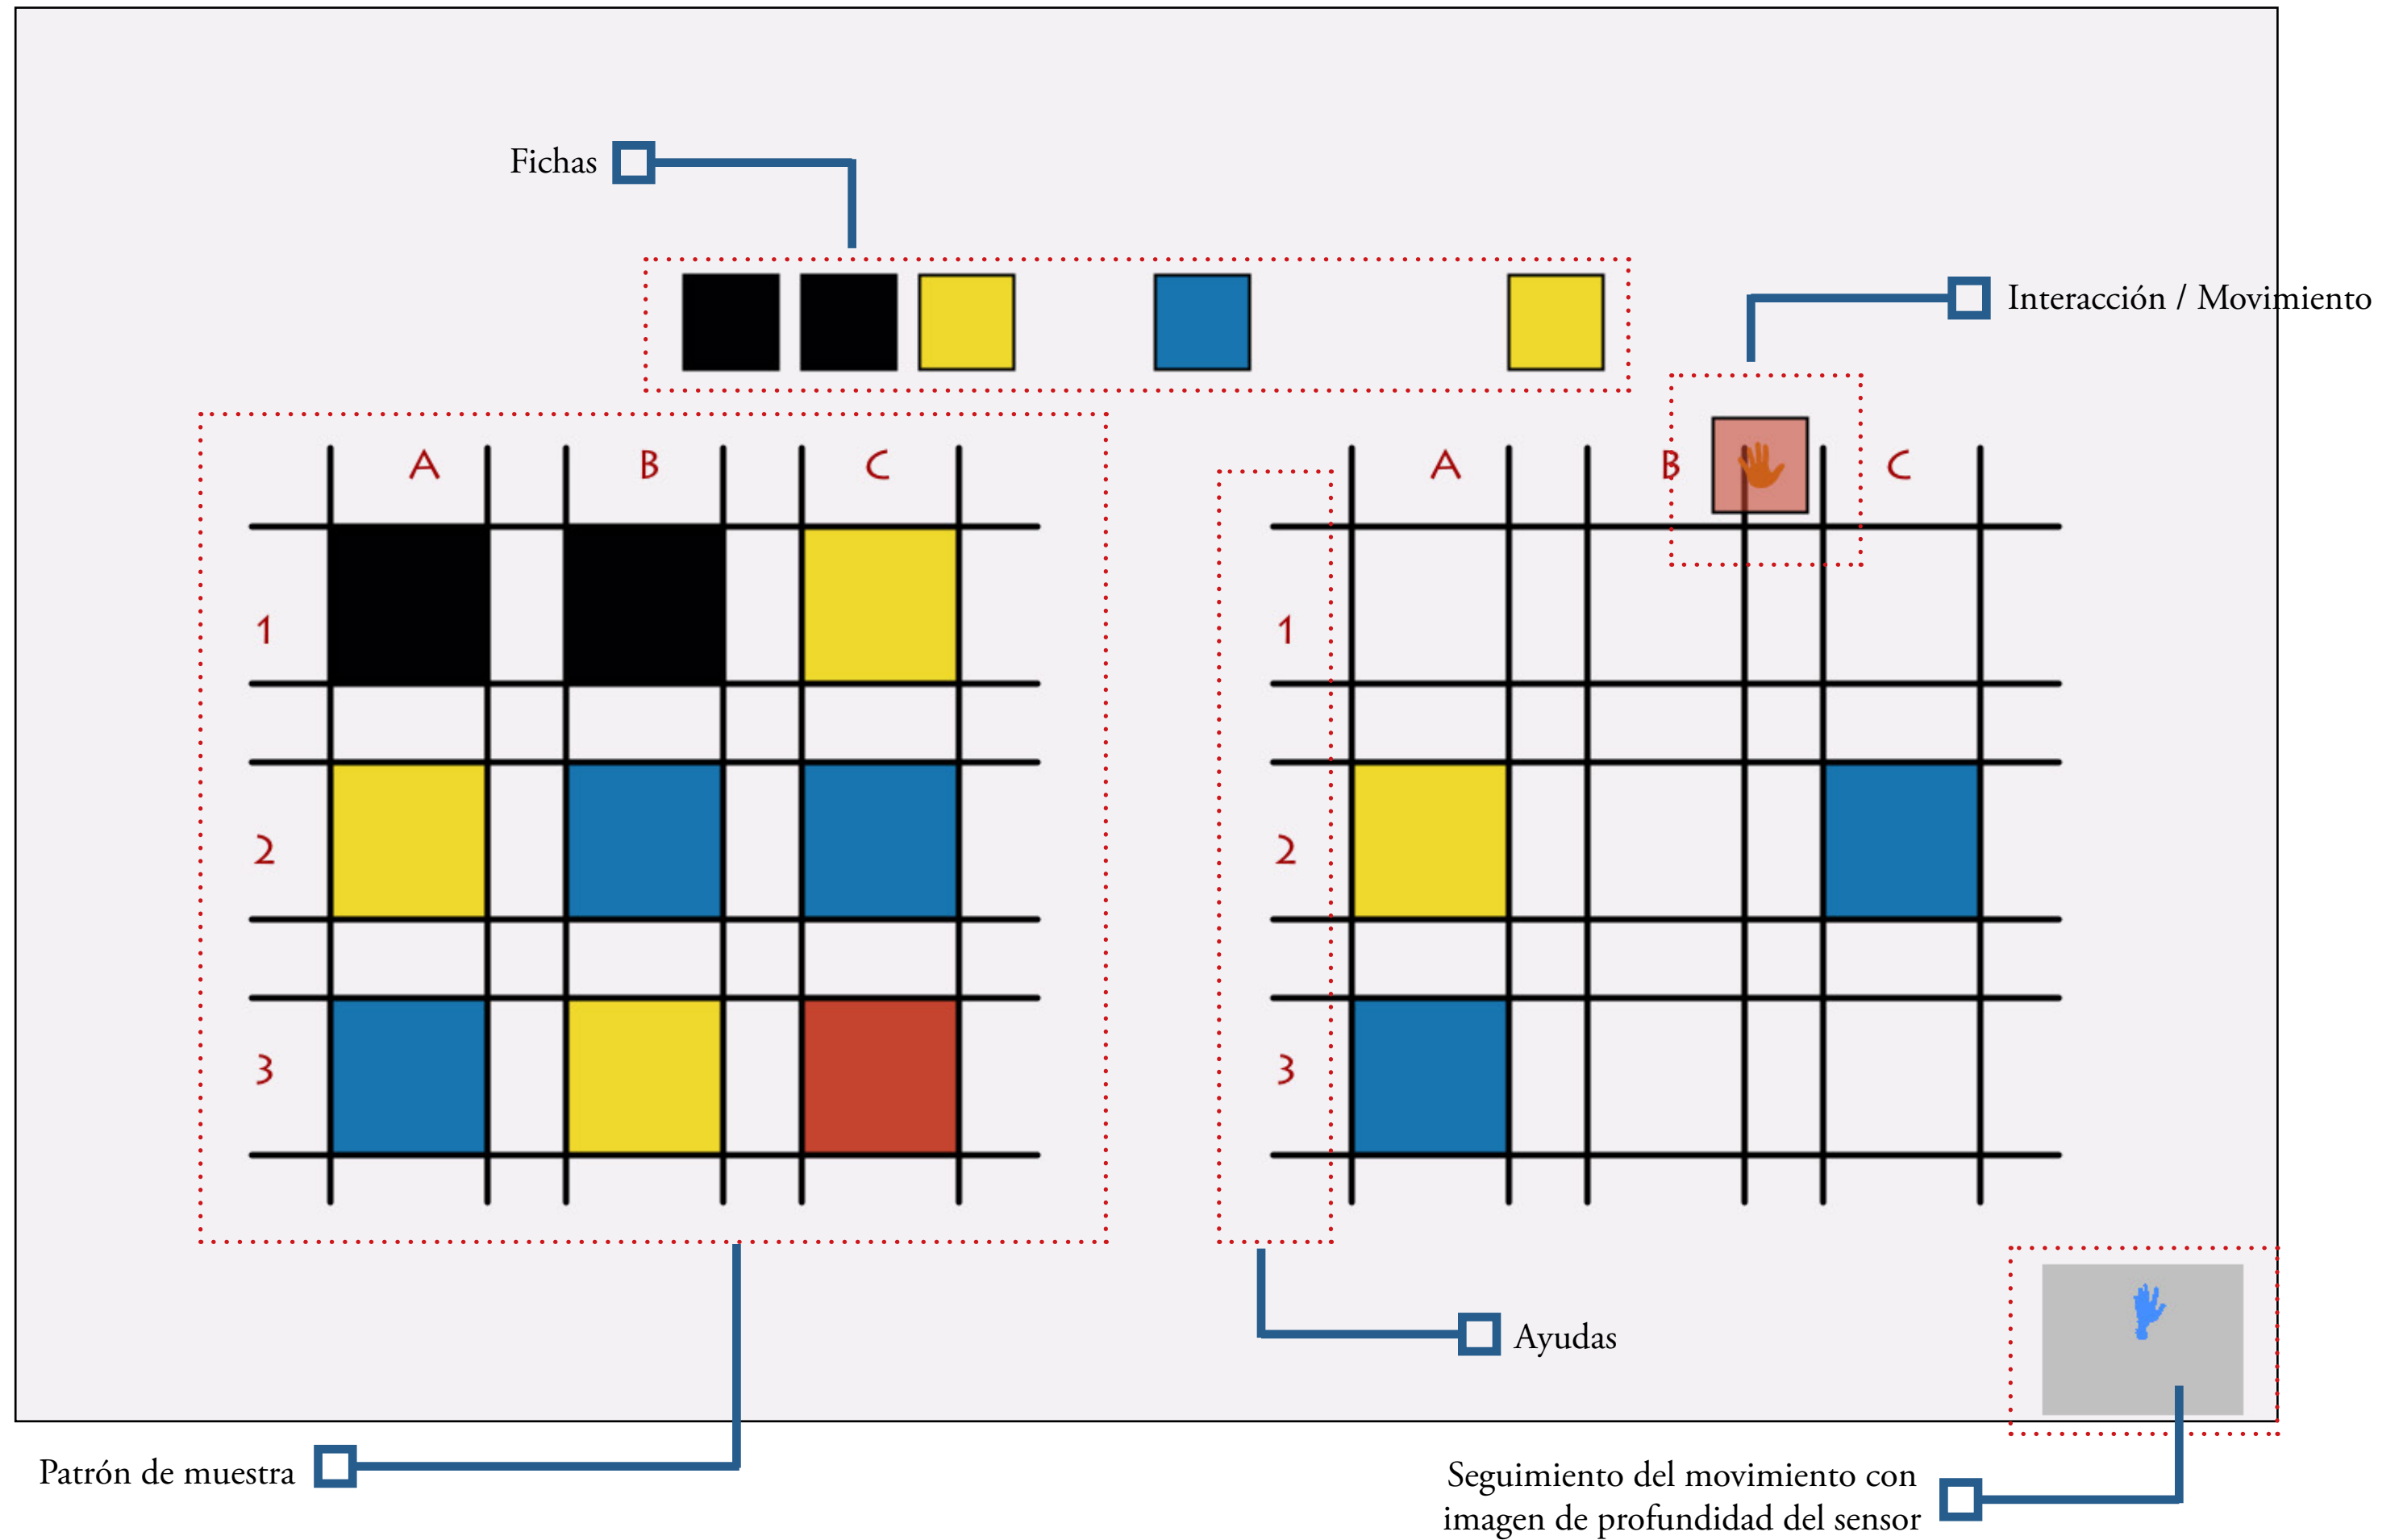 Fichas
Interacción / Movimiento
A B C
A B C
1
1
2
2
3
3
Ayudas
Patrón de muestra
Seguimiento del movimiento con
imagen de profundidad del sensor